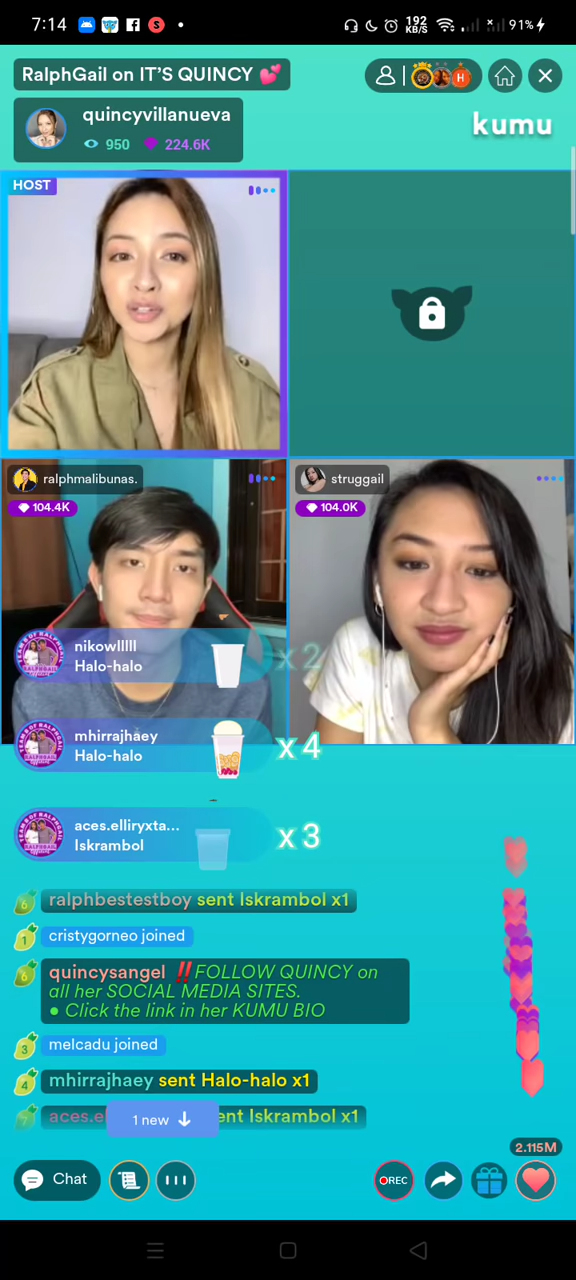 7:14
192
KB/S
91%
RalphGail on IT'S QUINCY 💕
H
quincyvillanueva
950
224.6K
kumu
HOST
ralphmalibunas.
104.4K
struggail
104.0K
nikowlllll
Halo-halo
x 2
mhirrajhaey
Halo-halo
x 4
aces.elliryxta...
Iskrambol
x 3
6 ralphbestestboy sent Iskrambol x1
1 cristygorneo joined
6 quincysangel ‼️FOLLOW QUINCY on
all her SOCIAL MEDIA SITES.
• Click the link in her KUMU BIO
3 melcadu joined
4 mhirrajhaey sent Halo-halo x1
7 aces.el
ent Iskrambol x1
1 new ↓
2.115M
Chat
REC